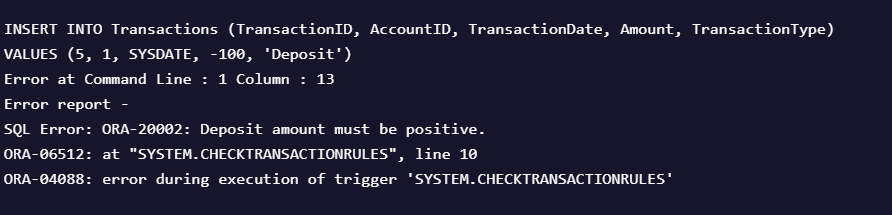 INSERT INTO Transactions (TransactionID, AccountID, TransactionDate, Amount, TransactionType)
VALUES (5, 1, SYSDATE, -100, 'Deposit')
Error at Command Line : 1 Column : 13
Error report -
SQL Error: ORA-20002: Deposit amount must be positive.
ORA-06512: at "SYSTEM.CHECKTRANSACTIONRULES", line 10
ORA-04088: error during execution of trigger 'SYSTEM.CHECKTRANSACTIONRULES'